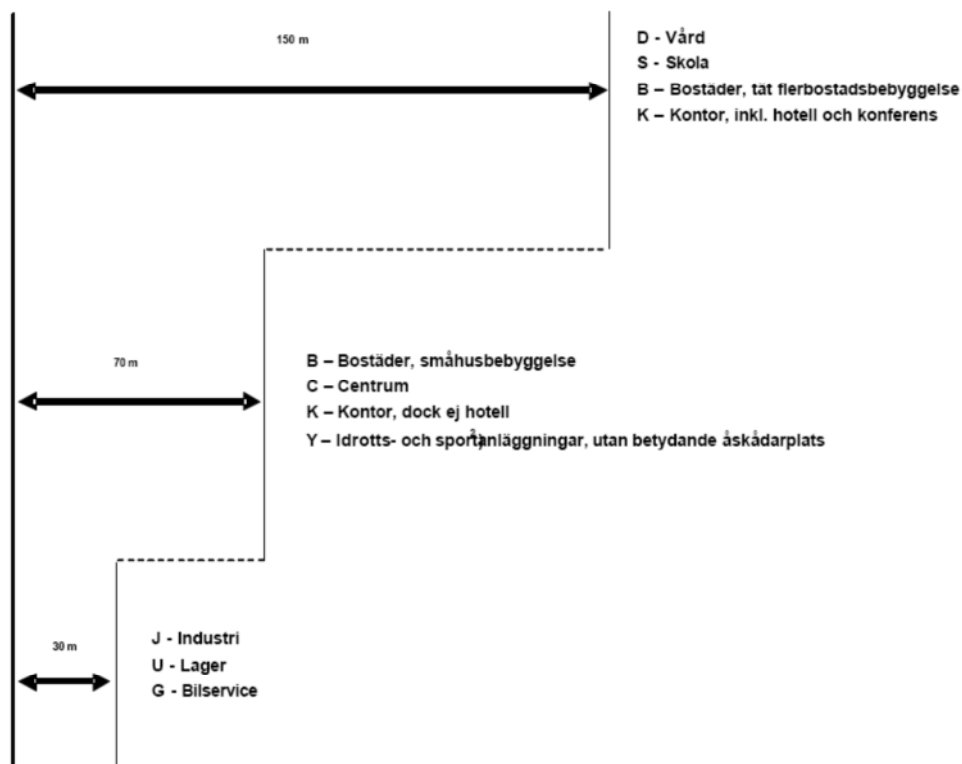 150 m
D - Vård
S - Skola
B – Bostäder, tät flerbostadsbebyggelse
K – Kontor, inkl. hotell och konferens
70 m
B – Bostäder, småhusbebyggelse
C – Centrum
K – Kontor, dock ej hotell
Y – Idrotts- och sportanläggningar, utan betydande åskådarplats
30 m
J - Industri
U - Lager
G - Bilservice